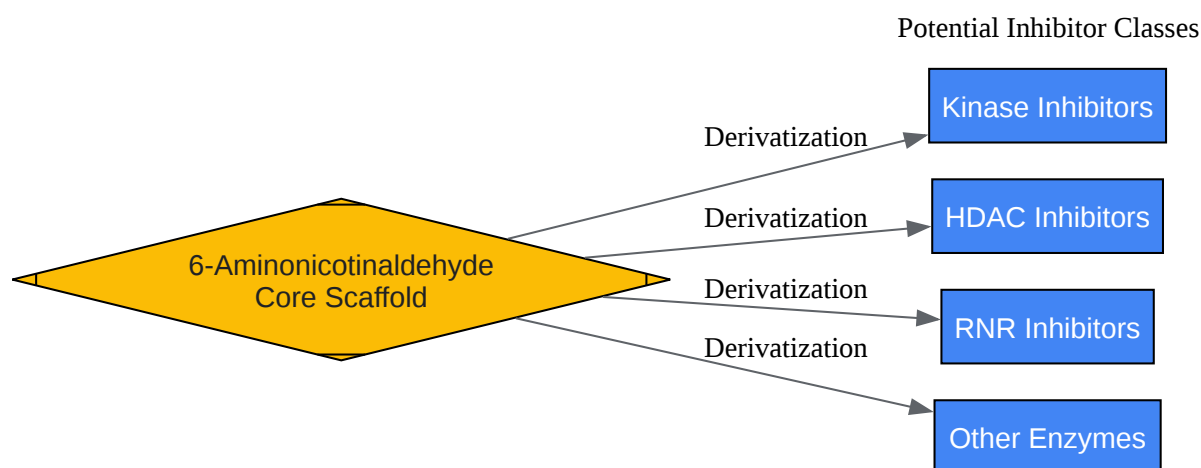 Potential Inhibitor Classes
Kinase Inhibitors
Derivatization
HDAC Inhibitors
Derivatization
6-Aminonicotinaldehyde
Core Scaffold
Derivatization
RNR Inhibitors
Derivatization
Other Enzymes